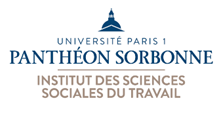 UNIVERSITÉ PARIS 1
PANTHÉON SORBONNE
INSTITUT DES SCIENCES
SOCIALES DU TRAVAIL